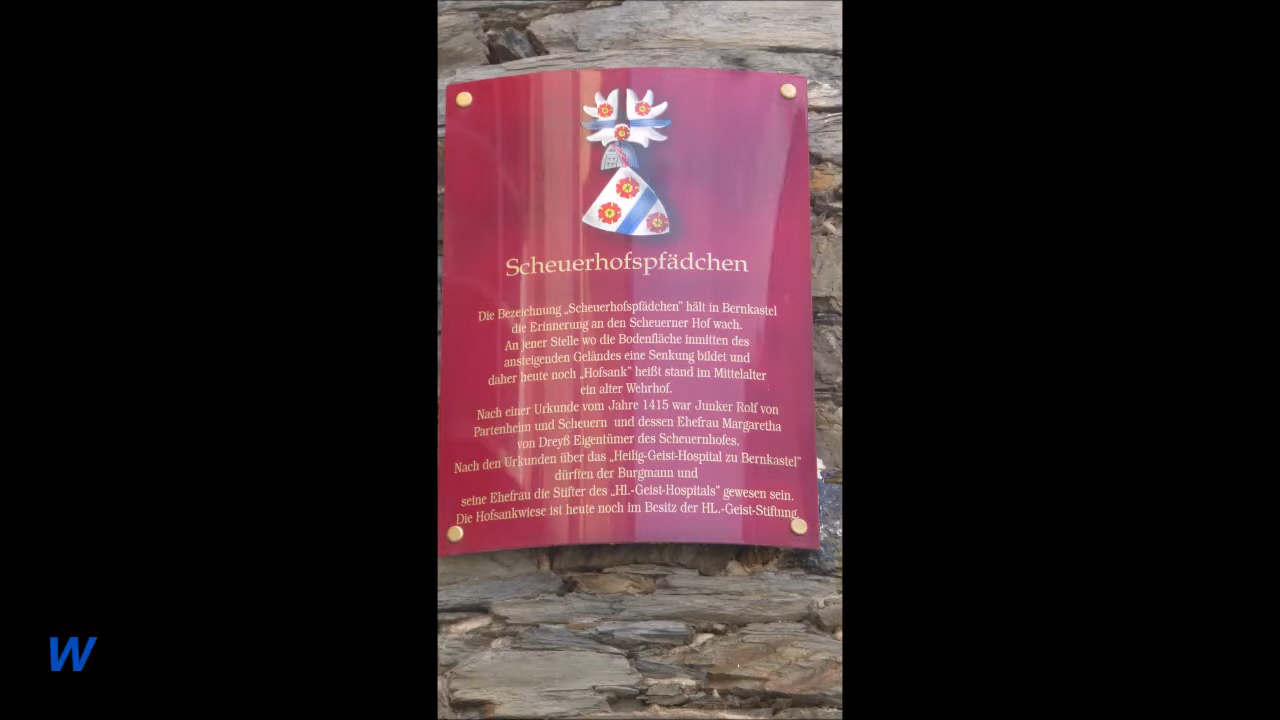 Scheuerhofspfädchen
Die Bezeichnung „Scheuerhofspfädchen" hält in Bernkastel
die Erinnerung an den Scheuerner Hof wach.
An jener Stelle wo die Bodenfläche inmitten des
ansteigenden Geländes eine Senkung bildet und
daher heute noch „Hofsank" heißt stand im Mittelalter
ein alter Wehrhof.
Nach einer Urkunde vom Jahre 1415 war Junker Rolf von
Partenheim und Scheuern und dessen Ehefrau Margaretha
von Dreyß Eigentümer des Scheuernhofes.
Nach den Urkunden über das „Heilig-Geist-Hospital zu Bernkastel"
dürften der Burgmann und
seine Ehefrau die Stifter des „Hl.-Geist-Hospitals" gewesen sein.
Die Hofsankwiese ist heute noch im Besitz der HL.-Geist-Stiftung.
W